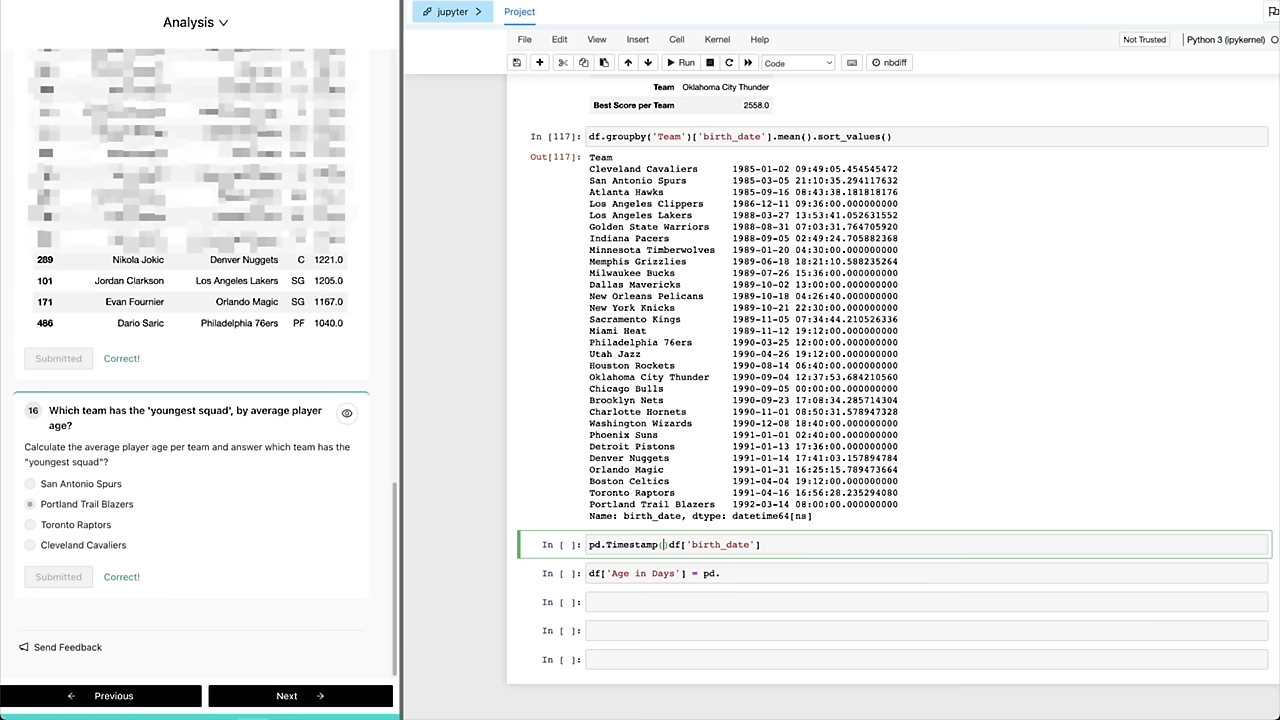 Analysis
289 Nikola Jokic Denver Nuggets C 1221.0
101 Jordan Clarkson Los Angeles Lakers SG 1205.0
171 Evan Fournier Orlando Magic SG 1167.0
486 Dario Saric Philadelphia 76ers PF 1040.0
Submitted Correct!
16 Which team has the 'youngest squad', by average player
age?
Calculate the average player age per team and answer which team has the
"youngest squad"?
San Antonio Spurs
Portland Trail Blazers
Toronto Raptors
Cleveland Cavaliers
Submitted Correct!
Send Feedback
Previous Next
jupyter Project
File Edit View Insert Cell Kernel Help Not Trusted Python 3 (ipykernel)
Run Code nbdiff
Team Oklahoma City Thunder
Best Score per Team 2558.0
In [117]: df.groupby('Team')['birth_date'].mean().sort_values()
Out[117]: Team
Cleveland Cavaliers 1985-01-02 09:49:05.454545472
San Antonio Spurs 1985-03-05 21:10:35.294117632
Atlanta Hawks 1985-09-16 08:43:38.181818176
Los Angeles Clippers 1986-12-11 09:36:00.000000000
Los Angeles Lakers 1988-03-27 13:53:41.052631552
Golden State Warriors 1988-08-31 07:03:31.764705920
Indiana Pacers 1988-09-05 02:49:24.705882368
Minnesota Timberwolves 1989-01-20 04:30:00.000000000
Memphis Grizzlies 1989-06-18 18:21:10.588235264
Milwaukee Bucks 1989-07-26 15:36:00.000000000
Dallas Mavericks 1989-10-02 13:00:00.000000000
New Orleans Pelicans 1989-10-18 04:26:40.000000000
New York Knicks 1989-10-21 22:30:00.000000000
Sacramento Kings 1989-11-05 07:34:44.210526336
Miami Heat 1989-11-12 19:12:00.000000000
Philadelphia 76ers 1990-03-25 12:00:00.000000000
Utah Jazz 1990-04-26 19:12:00.000000000
Houston Rockets 1990-08-14 06:40:00.000000000
Oklahoma City Thunder 1990-09-04 12:37:53.684210560
Chicago Bulls 1990-09-05 00:00:00.000000000
Brooklyn Nets 1990-09-23 17:08:34.285714304
Charlotte Hornets 1990-11-01 08:50:31.578947328
Washington Wizards 1990-12-08 18:40:00.000000000
Phoenix Suns 1991-01-01 02:40:00.000000000
Detroit Pistons 1991-01-13 17:36:00.000000000
Denver Nuggets 1991-01-14 17:41:03.157894784
Orlando Magic 1991-01-31 16:25:15.789473664
Boston Celtics 1991-04-04 19:12:00.000000000
Toronto Raptors 1991-04-16 16:56:28.235294080
Portland Trail Blazers 1992-03-14 08:00:00.000000000
Name: birth_date, dtype: datetime64[ns]
In [ ]: pd.Timestamp()df['birth_date']
In [ ]: df['Age in Days'] = pd.
In [ ]:
In [ ]:
In [ ]: